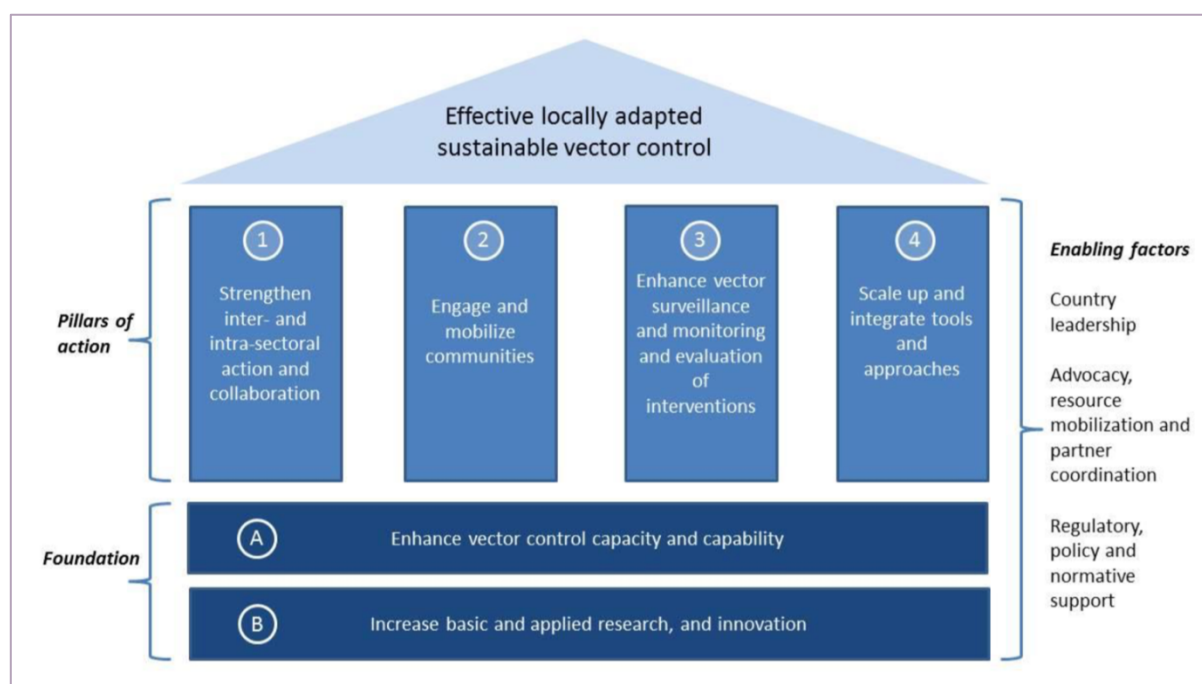 Effective locally adapted
sustainable vector control
Pillars of
action
1
Strengthen
inter- and
intra-sectoral
action and
collaboration
2
Engage and
mobilize
communities
3
Enhance vector
surveillance
and monitoring
and evaluation
of
interventions
4
Scale up and
integrate tools
and
approaches
Foundation
A
Enhance vector control capacity and capability
B
Increase basic and applied research, and innovation
Enabling factors
Country
leadership
Advocacy,
resource
mobilization and
partner
coordination
Regulatory,
policy and
normative
support